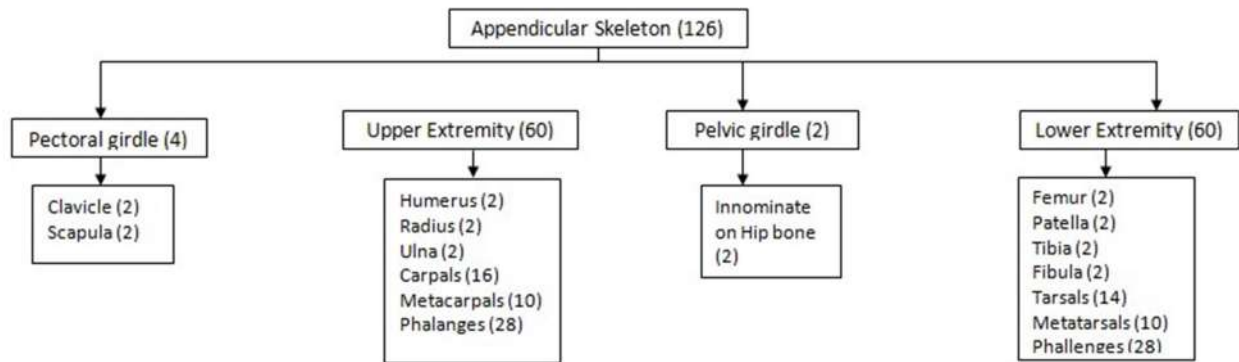 Appendicular Skeleton (126)
Pectoral girdle (4)
Upper Extremity (60)
Pelvic girdle (2)
Lower Extremity (60)
Clavicle (2)
Scapula (2)
Humerus (2)
Radius (2)
Ulna (2)
Carpals (16)
Metacarpals (10)
Phalanges (28)
Innominate
on Hip bone
(2)
Femur (2)
Patella (2)
Tibia (2)
Fibula (2)
Tarsals (14)
Metatarsals (10)
Phallenges (28)